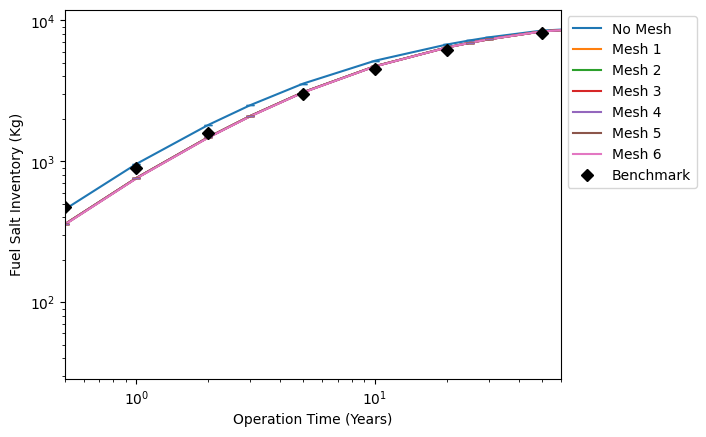 10^4
10^3
10^2
10^0
10^1
Fuel Salt Inventory (Kg)
Operation Time (Years)
No Mesh
Mesh 1
Mesh 2
Mesh 3
Mesh 4
Mesh 5
Mesh 6
Benchmark